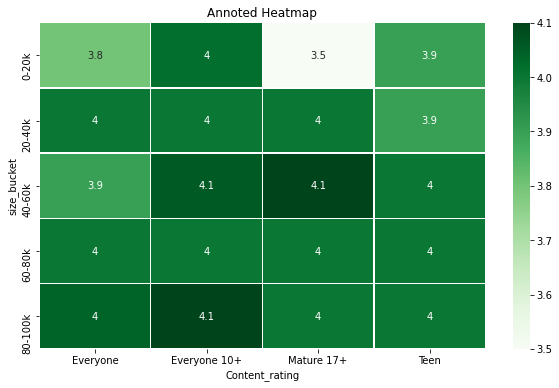 Annoted Heatmap
size_bucket
0-20k 3.8 4 3.5 3.9
20-40k 4 4 4 3.9
40-60k 3.9 4.1 4.1 4
60-80k 4 4 4 4
80-100k 4 4.1 4 4
Everyone Everyone 10+ Mature 17+ Teen
Content_rating
4.1
4.0
3.9
3.8
3.7
3.6
3.5